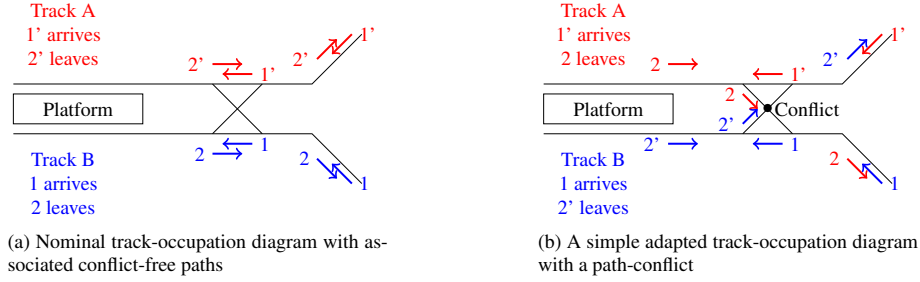 Track A
1’ arrives
2’ leaves
2’
1’
2’
1’
Platform
Track B
1 arrives
2 leaves
2
1
2
1
(a) Nominal track-occupation diagram with as-
sociated conflict-free paths
Track A
1’ arrives
2 leaves
2
1’
2’
1’
Platform
2
2’
Conflict
Track B
1 arrives
2’ leaves
2’
1
2
1
(b) A simple adapted track-occupation diagram
with a path-conflict